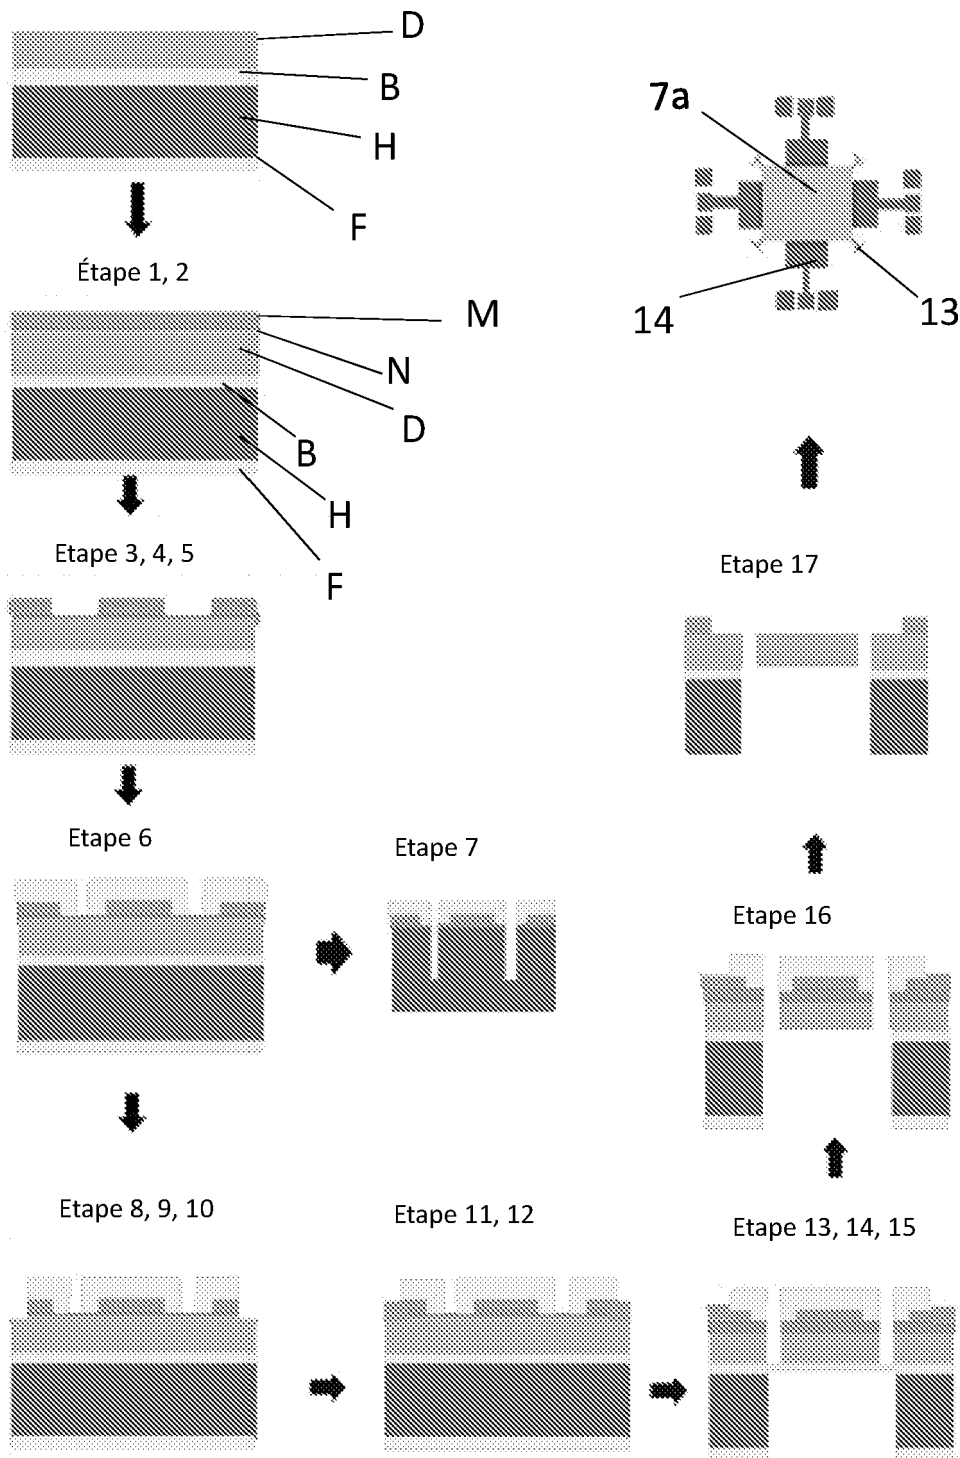 D
B
H
F
Étape 1, 2
M
N
D
B
H
F
Etape 3, 4, 5
Etape 6
Etape 7
Etape 8, 9, 10
Etape 11, 12
Etape 13, 14, 15
Etape 16
Etape 17
7a
14
13